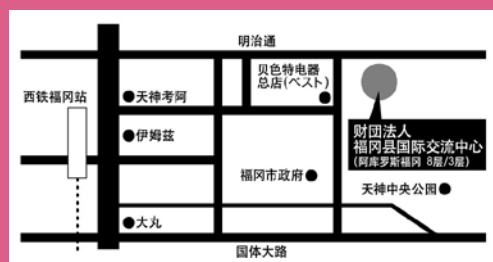 明治通
贝色特电器
总店(ベスト)
西铁福冈站
天神考阿
伊姆兹
财团法人
福冈县国际交流中心
(阿库罗斯福冈 8层/3层)
福冈市政府
天神中央公园
大丸
国体大路